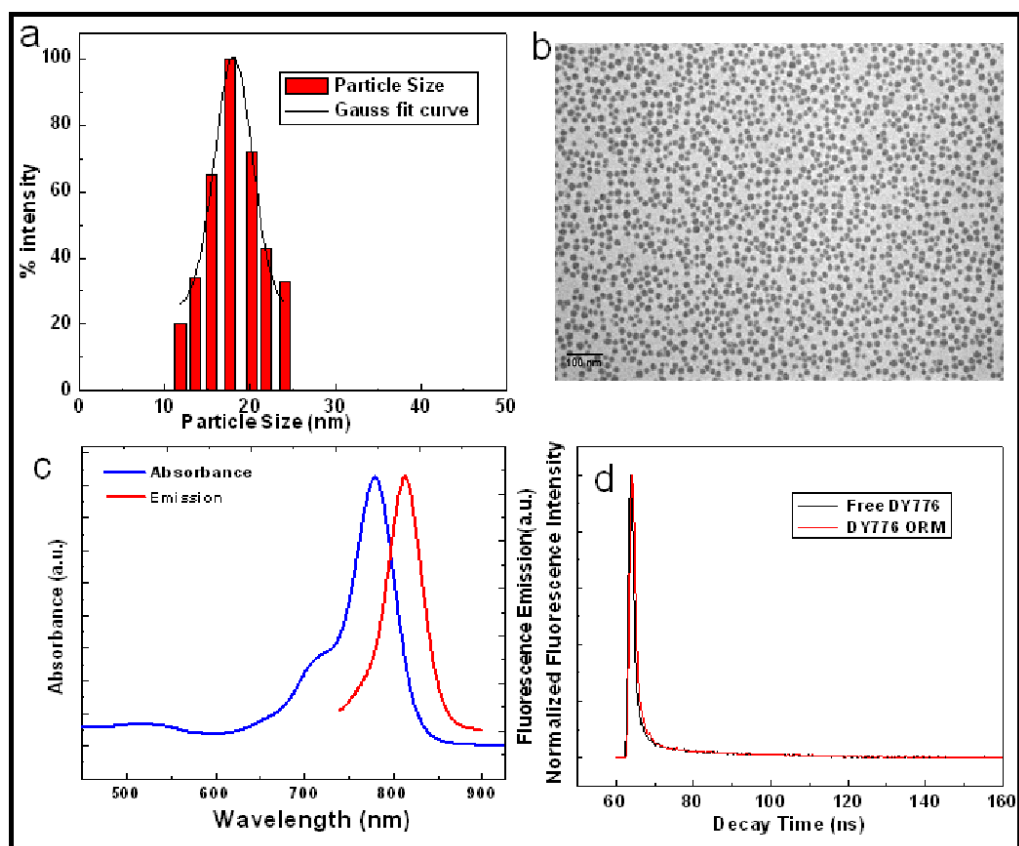 a
100
80
60
40
20
0
% intensity
Particle Size
Gauss fit curve
0 10 20 30 40 50
Particle Size (nm)
b
100 nm
c
Absorbance
Emission
Absorbance (a.u.)
Fluorescence Emission(a.u.)
500 600 700 800 900
Wavelength (nm)
d
Free DY776
DY776 ORM
Normalized Fluorescence Intensity
60 80 100 120 140 160
Decay Time (ns)